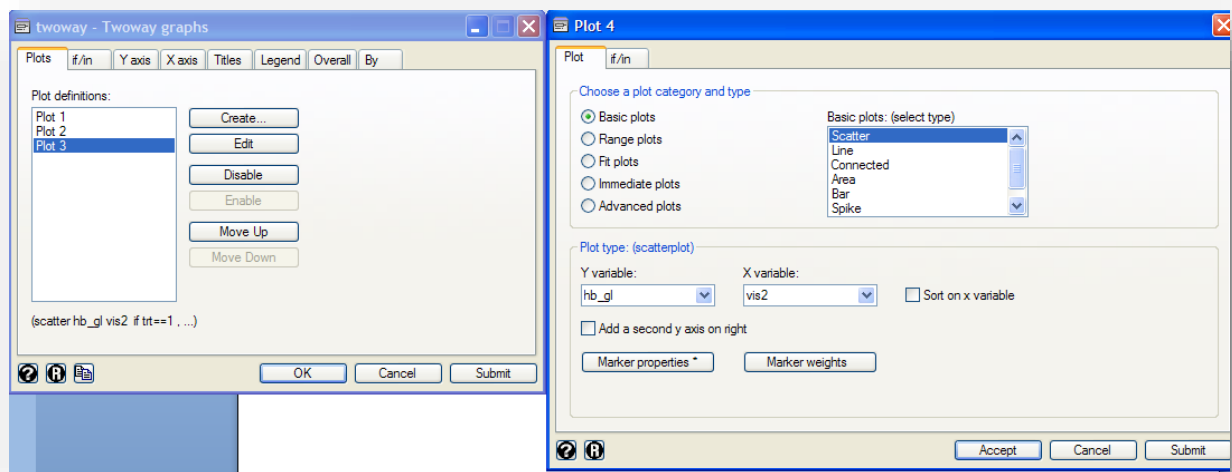 twoway - Twoway graphs
Plots if/in Y axis X axis Titles Legend Overall By
Plot definitions:
Plot 1
Plot 2
Plot 3
Create...
Edit
Disable
Enable
Move Up
Move Down
(scatter hb_gl vis2 if trt==1 , ...)
? R
OK Cancel Submit
Plot 4
Plot if/in
Choose a plot category and type
Basic plots
Range plots
Fit plots
Immediate plots
Advanced plots
Basic plots: (select type)
Scatter
Line
Connected
Area
Bar
Spike
Plot type: (scatterplot)
Y variable: X variable:
hb_gl vis2 Sort on x variable
Add a second y axis on right
Marker properties * Marker weights
? R
Accept Cancel Submit